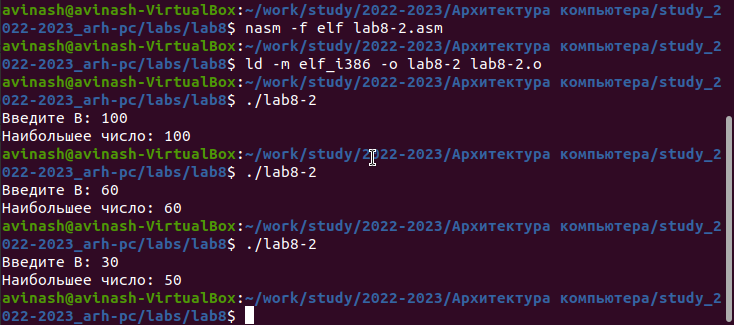 avinash@avinash-VirtualBox:~/work/study/2022-2023/Архитектура компьютера/study_2
022-2023_arh-pc/labs/lab8$ nasm -f elf lab8-2.asm
avinash@avinash-VirtualBox:~/work/study/2022-2023/Архитектура компьютера/study_2
022-2023_arh-pc/labs/lab8$ ld -m elf_i386 -o lab8-2 lab8-2.o
avinash@avinash-VirtualBox:~/work/study/2022-2023/Архитектура компьютера/study_2
022-2023_arh-pc/labs/lab8$ ./lab8-2
Введите В: 100
Наибольшее число: 100
avinash@avinash-VirtualBox:~/work/study/2022-2023/Архитектура компьютера/study_2
022-2023_arh-pc/labs/lab8$ ./lab8-2
Введите В: 60
Наибольшее число: 60
avinash@avinash-VirtualBox:~/work/study/2022-2023/Архитектура компьютера/study_2
022-2023_arh-pc/labs/lab8$ ./lab8-2
Введите В: 30
Наибольшее число: 50
avinash@avinash-VirtualBox:~/work/study/2022-2023/Архитектура компьютера/study_2
022-2023_arh-pc/labs/lab8$